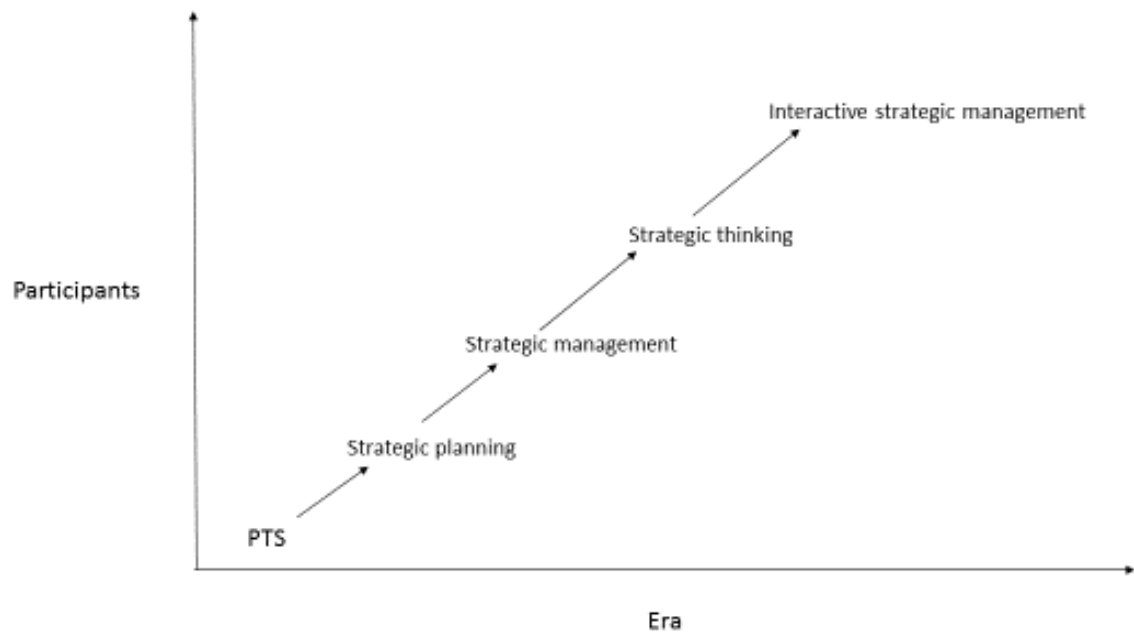 Interactive strategic management
Strategic thinking
Participants
Strategic management
Strategic planning
PTS
Era